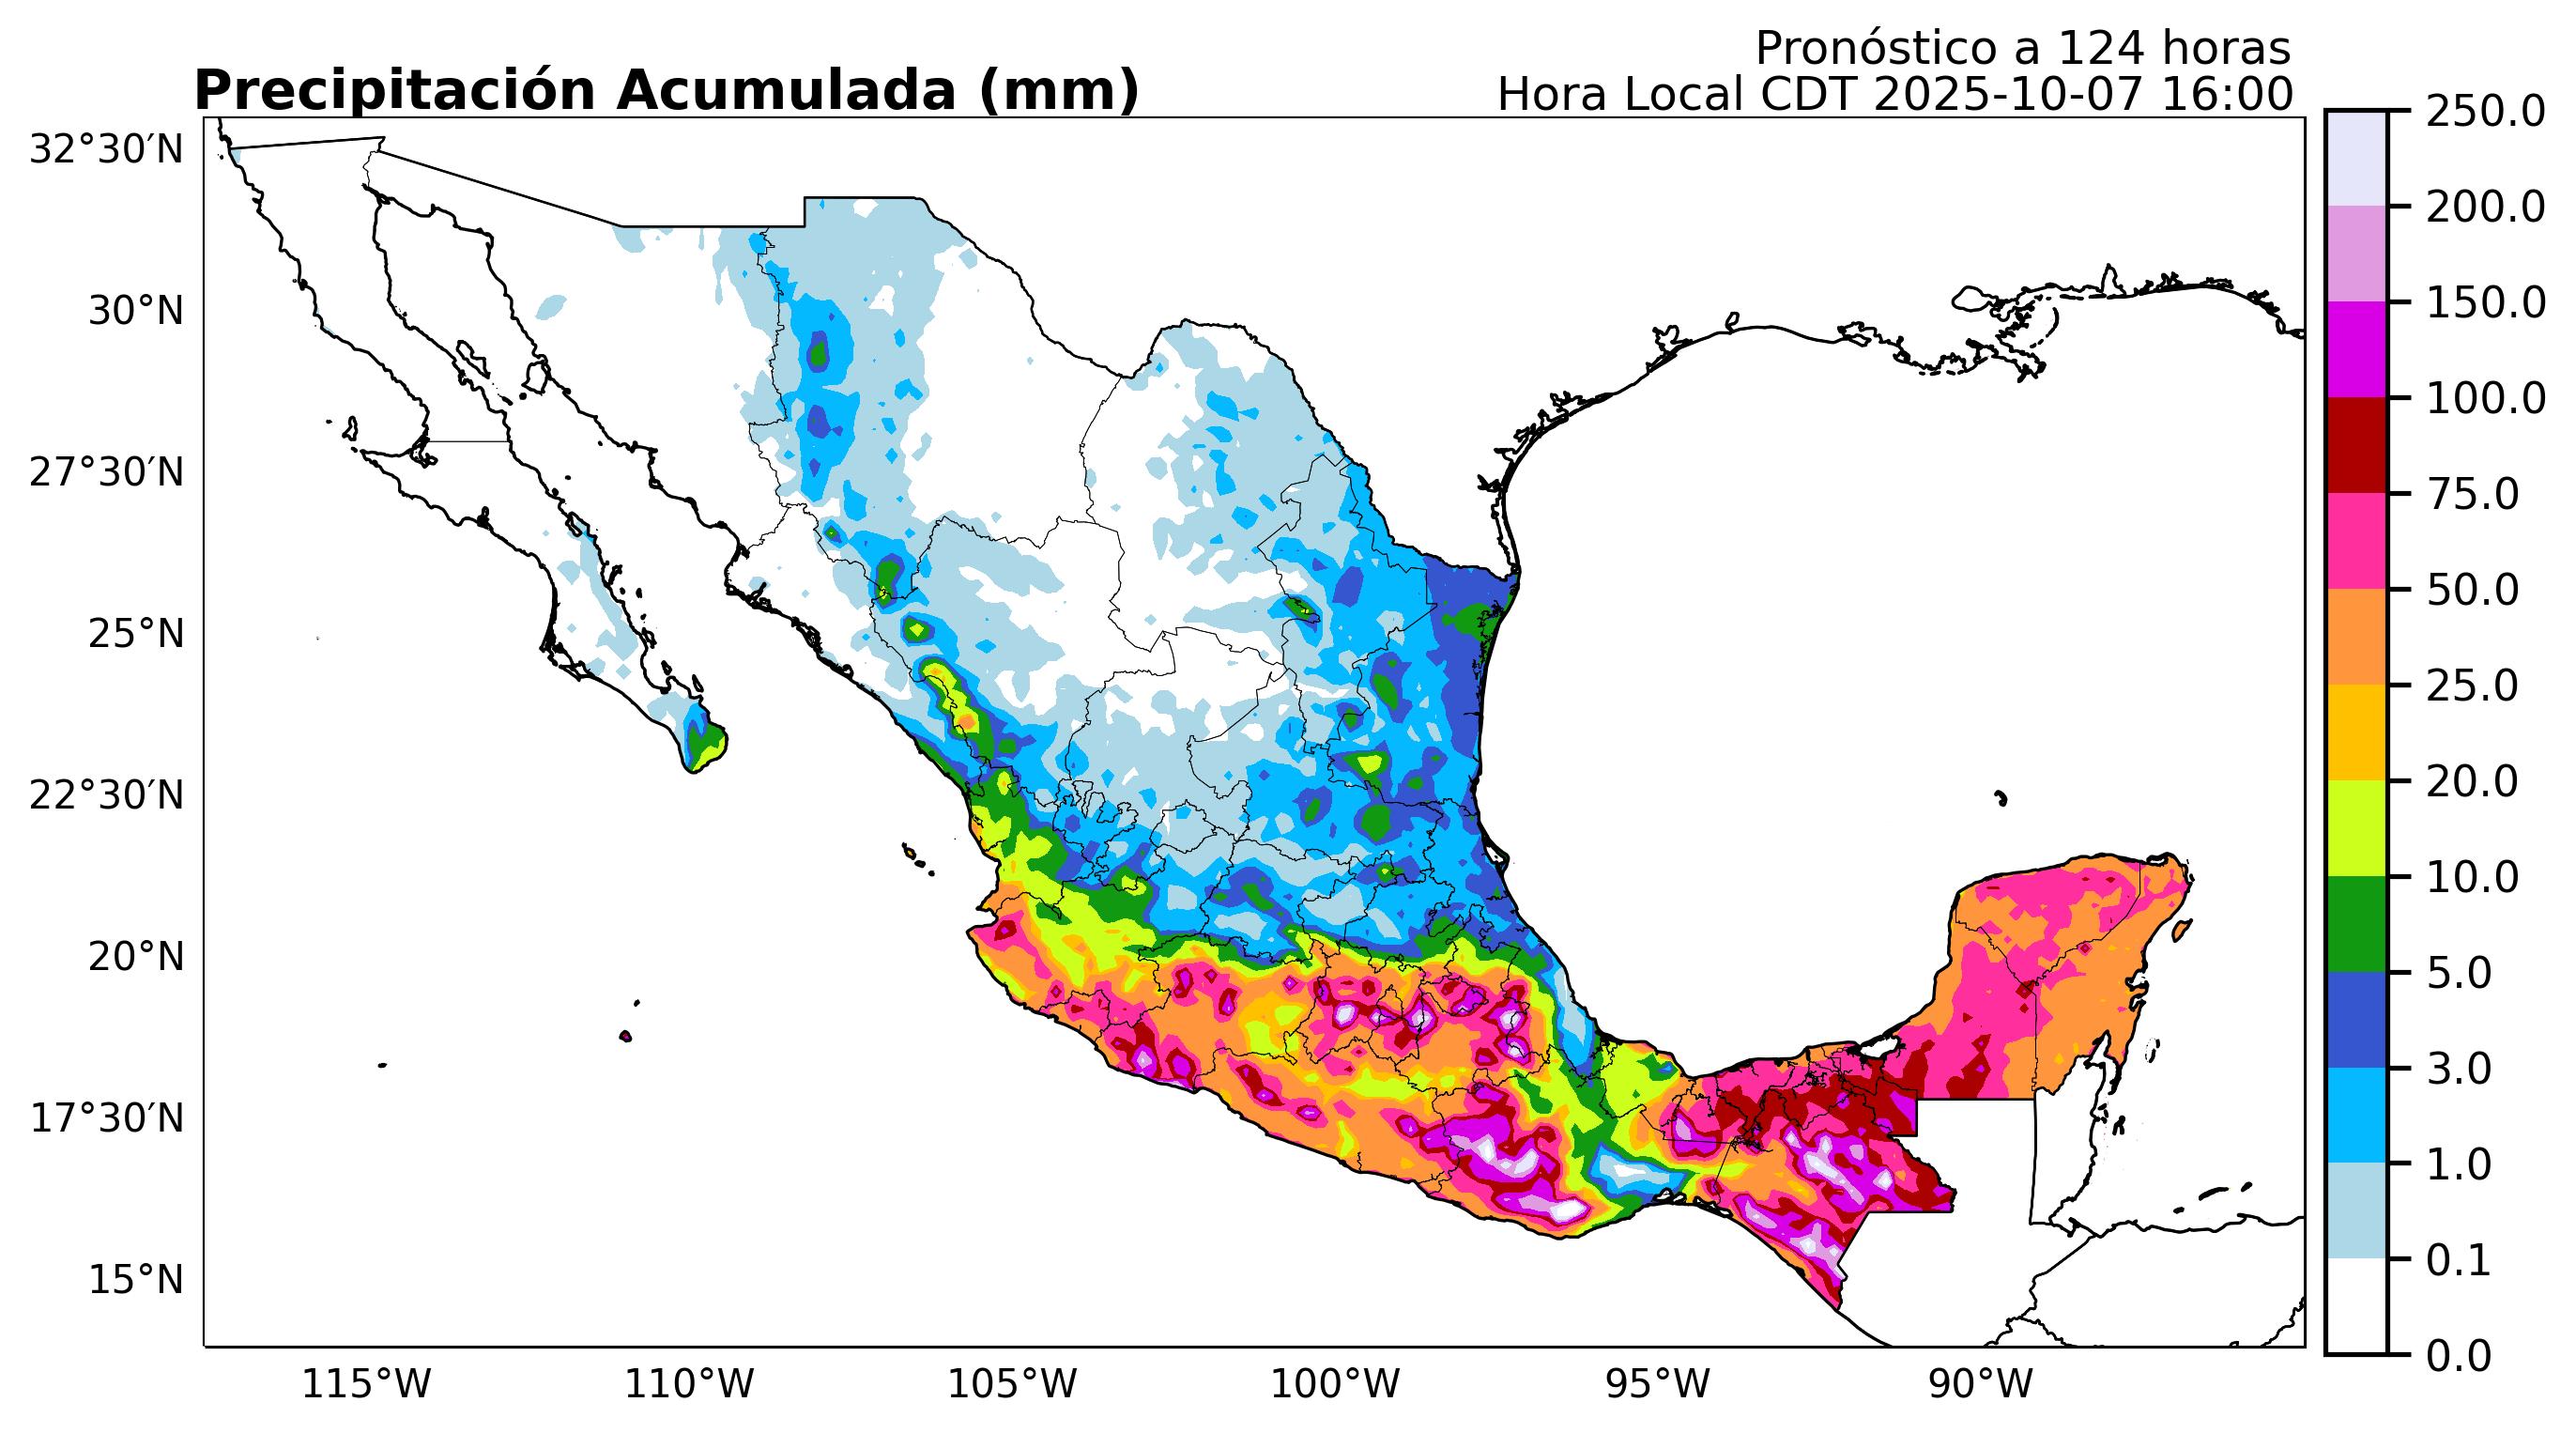 Pronóstico a 124 horas
Precipitación Acumulada (mm)
Hora Local CDT 2025-10-07 16:00
32°30′N
30°N
27°30′N
25°N
22°30′N
20°N
17°30′N
15°N
115°W
110°W
105°W
100°W
95°W
90°W
250.0
200.0
150.0
100.0
75.0
50.0
25.0
20.0
10.0
5.0
3.0
1.0
0.1
0.0